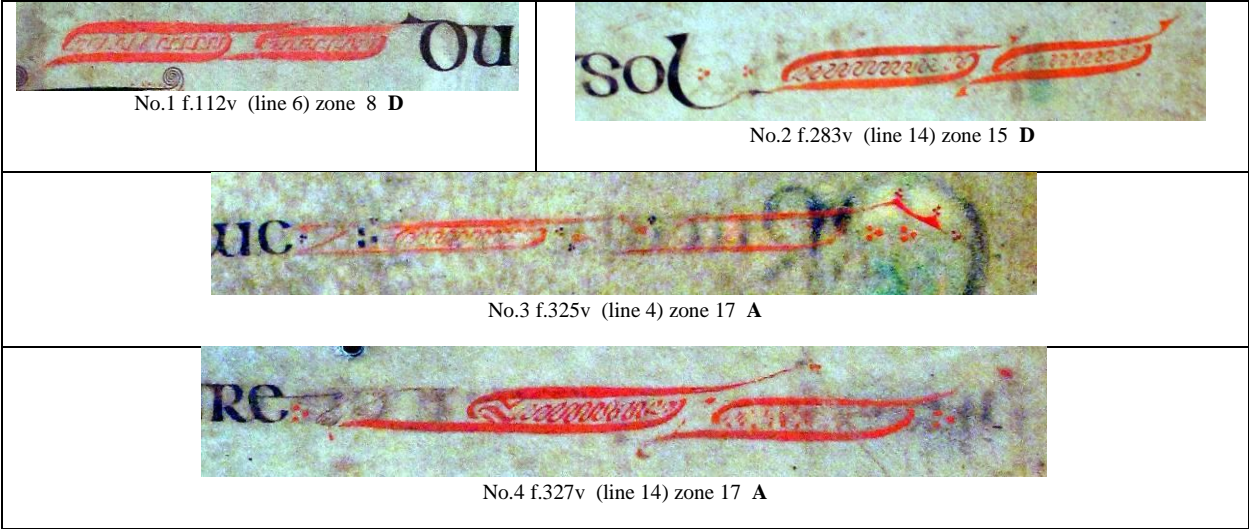 ou
No.1 f.112v (line 6) zone 8 D
sol
No.2 f.283v (line 14) zone 15 D
uc
No.3 f.325v (line 4) zone 17 A
re
No.4 f.327v (line 14) zone 17 A